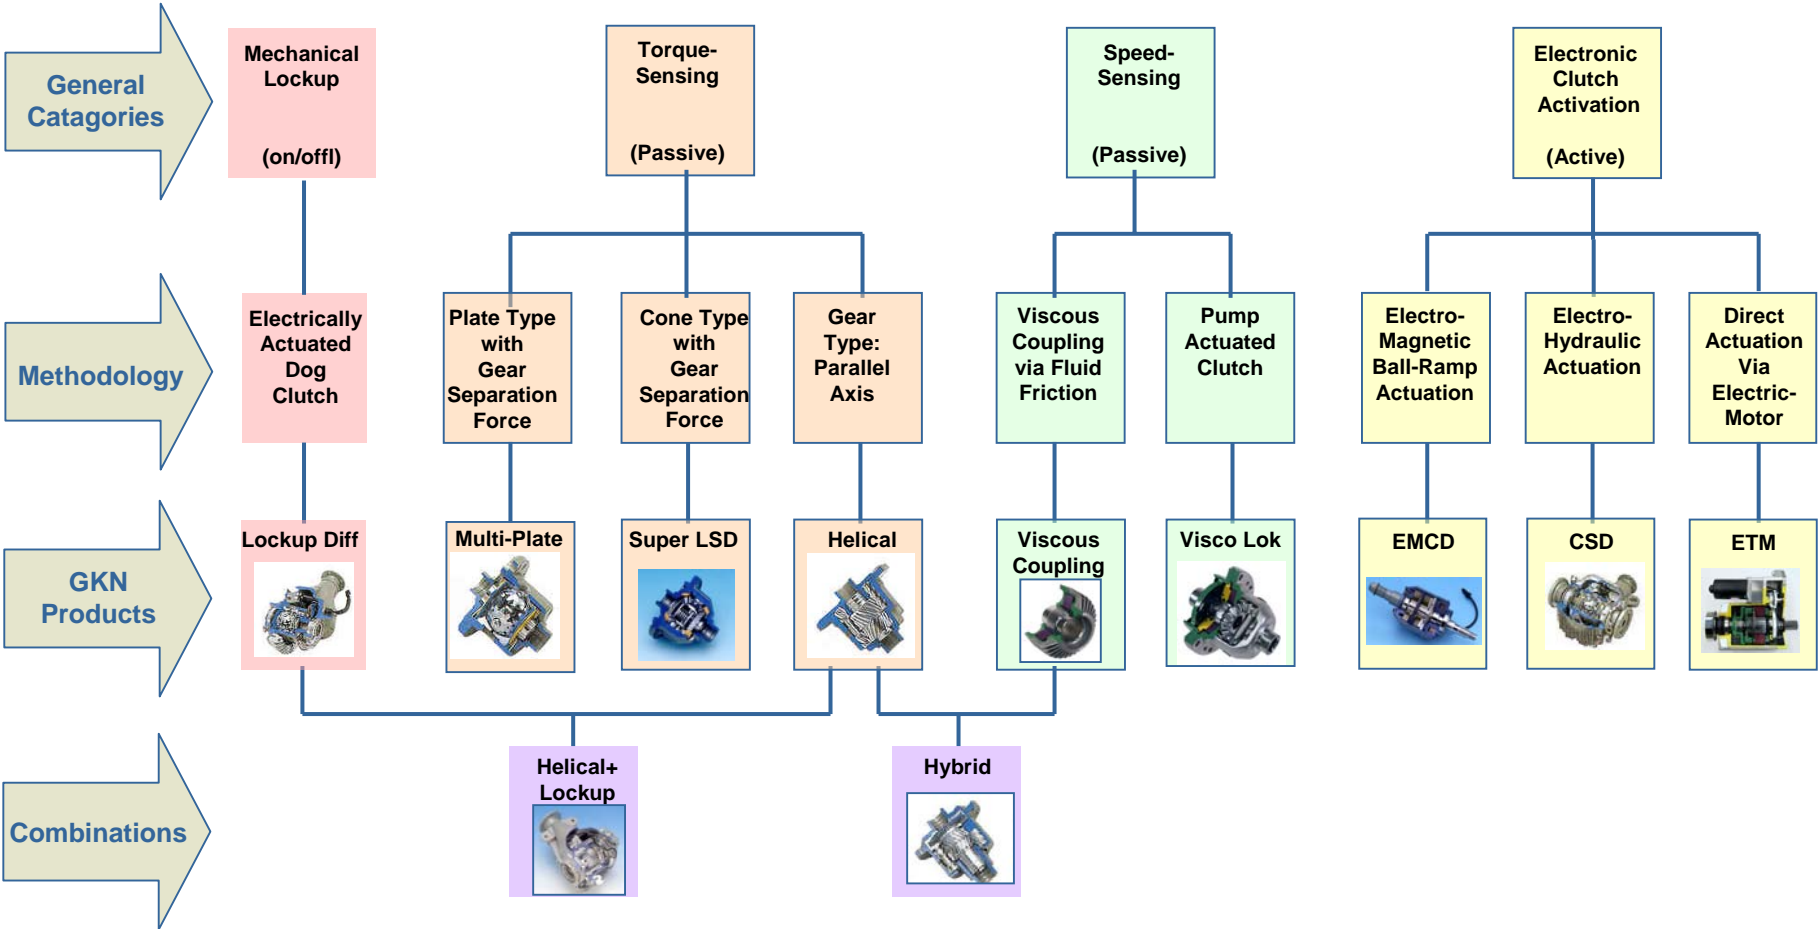 General
Catagories
Mechanical
Lockup
(on/offl)
Torque-
Sensing
(Passive)
Speed-
Sensing
(Passive)
Electronic
Clutch
Activation
(Active)
Methodology
Electrically
Actuated
Dog
Clutch
Plate Type
with
Gear
Separation
Force
Cone Type
with
Gear
Separation
Force
Gear
Type:
Parallel
Axis
Viscous
Coupling
via Fluid
Friction
Pump
Actuated
Clutch
Electro-
Magnetic
Ball-Ramp
Actuation
Electro-
Hydraulic
Actuation
Direct
Actuation
Via
Electric-
Motor
GKN
Products
Lockup Diff
Multi-Plate
Super LSD
Helical
Viscous
Coupling
Visco Lok
EMCD
CSD
ETM
Combinations
Helical+
Lockup
Hybrid